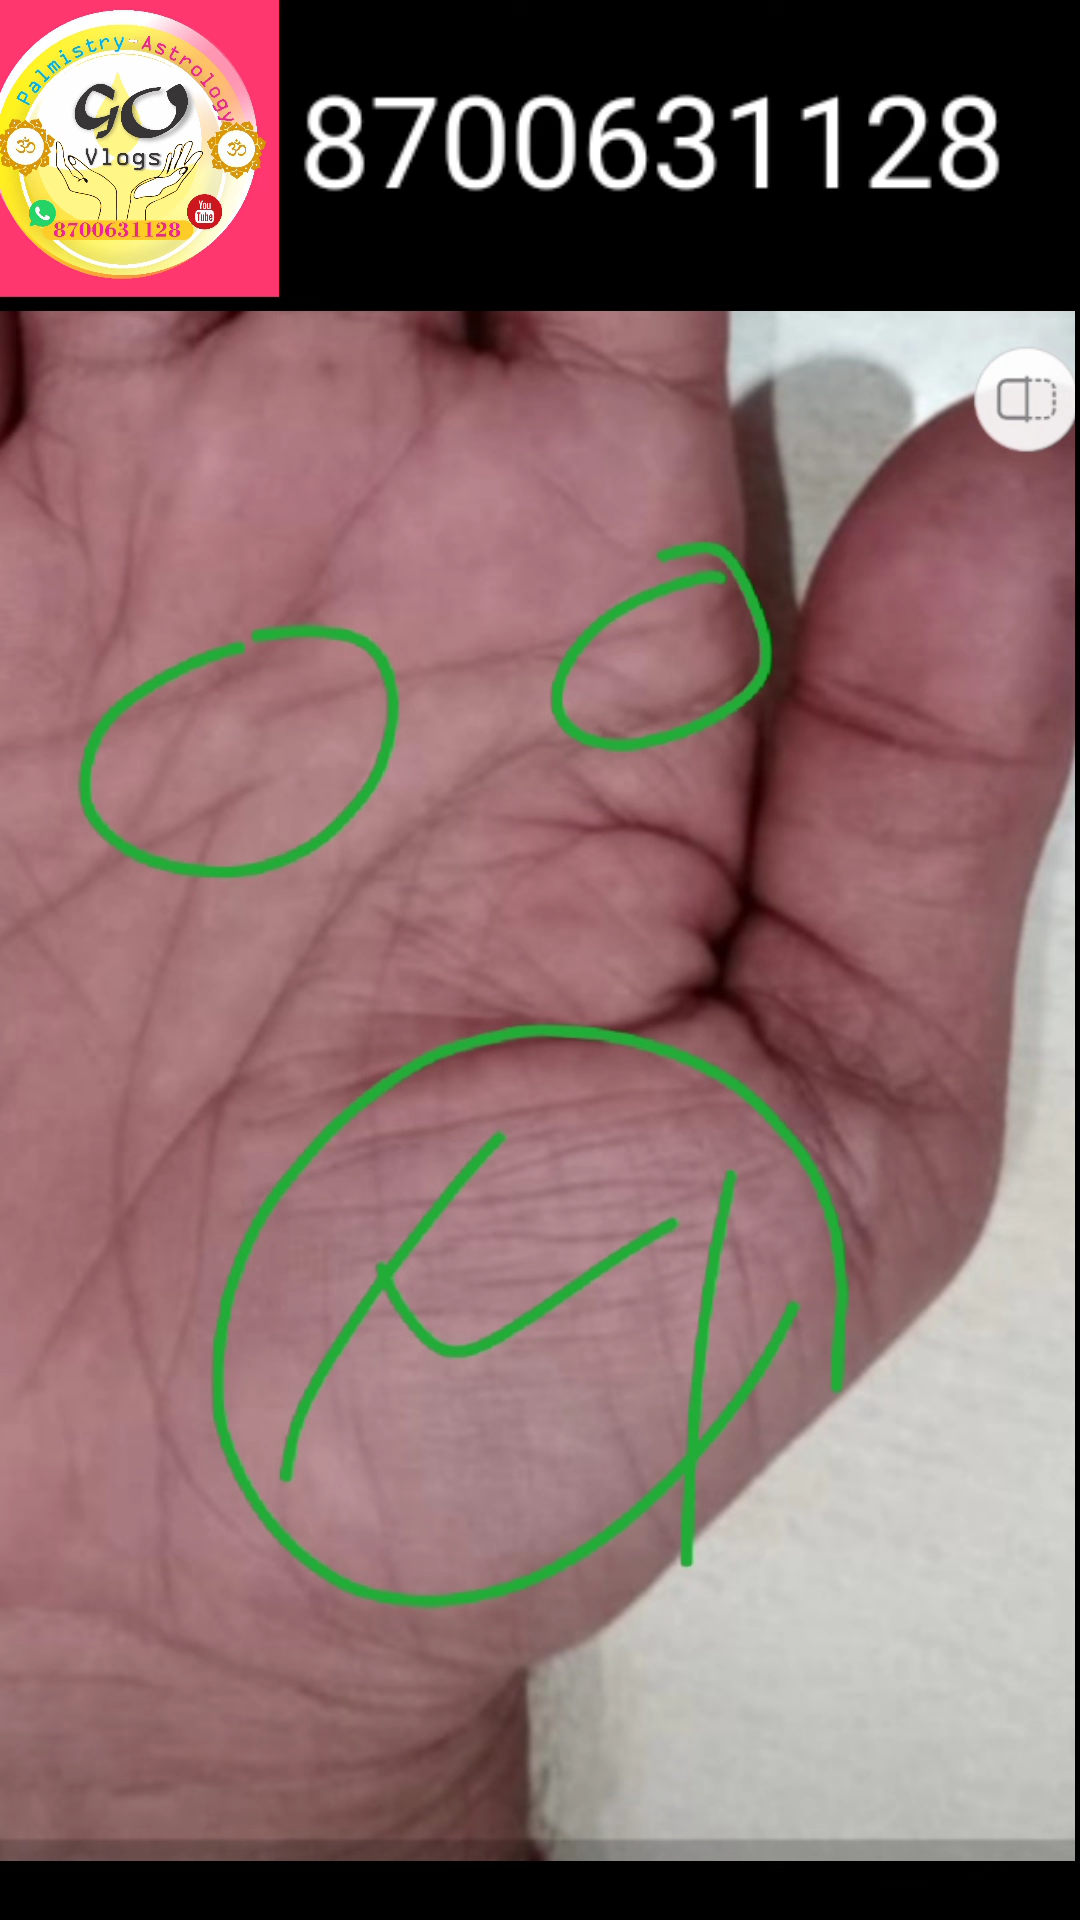 Palmistry-Astrology
GO
Vlogs
ॐ
ॐ
You
Tube
8700631128
8700631128